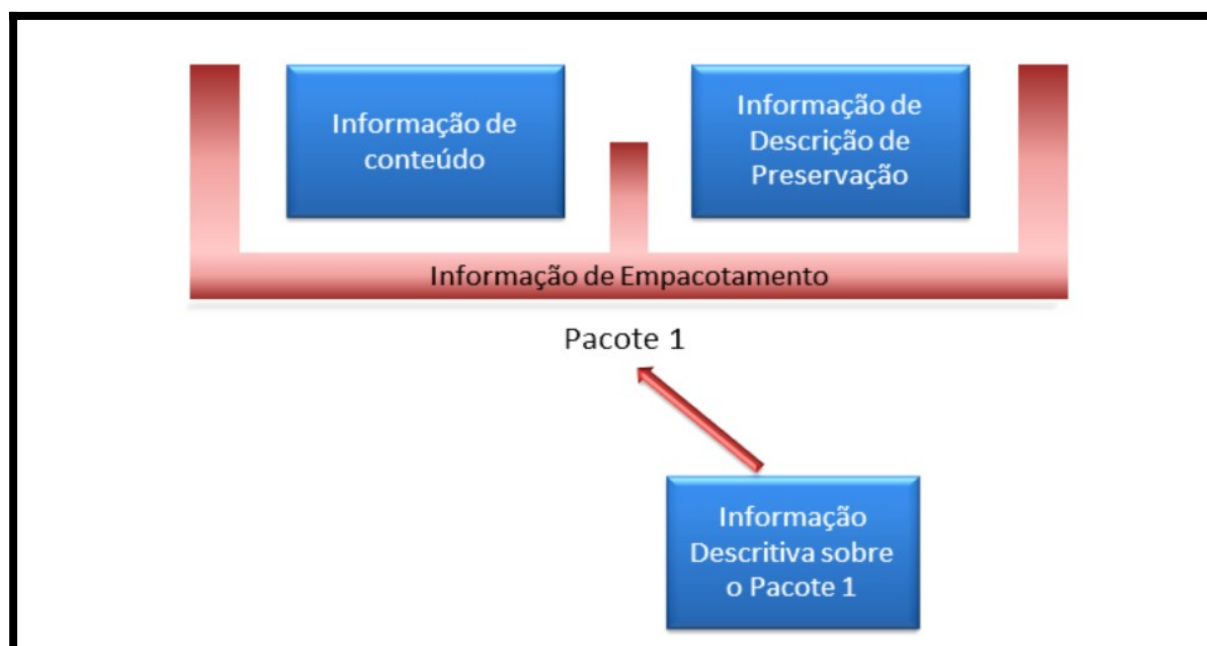 Informação de
conteúdo
Informação de
Descrição de
Preservação
Informação de Empacotamento
Pacote 1
Informação
Descritiva sobre
o Pacote 1